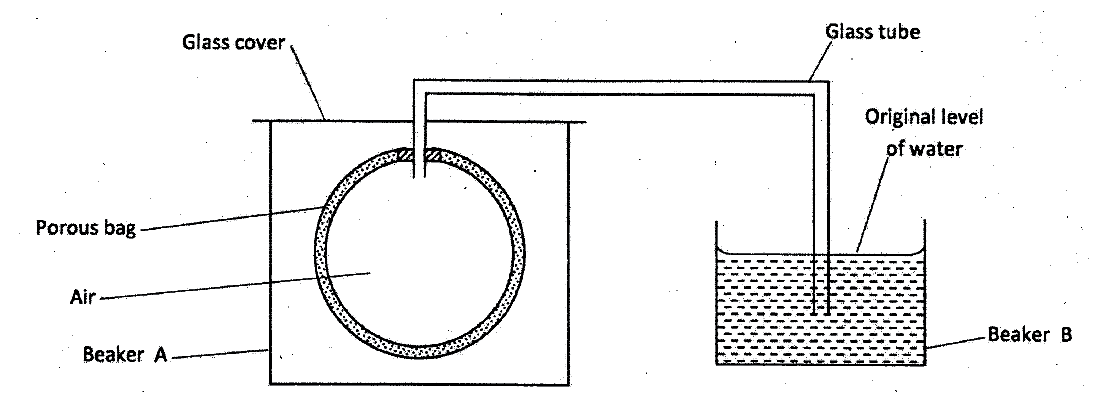 Glass cover
Glass tube
Original level
of water
Porous bag
Air
Beaker A
Beaker B